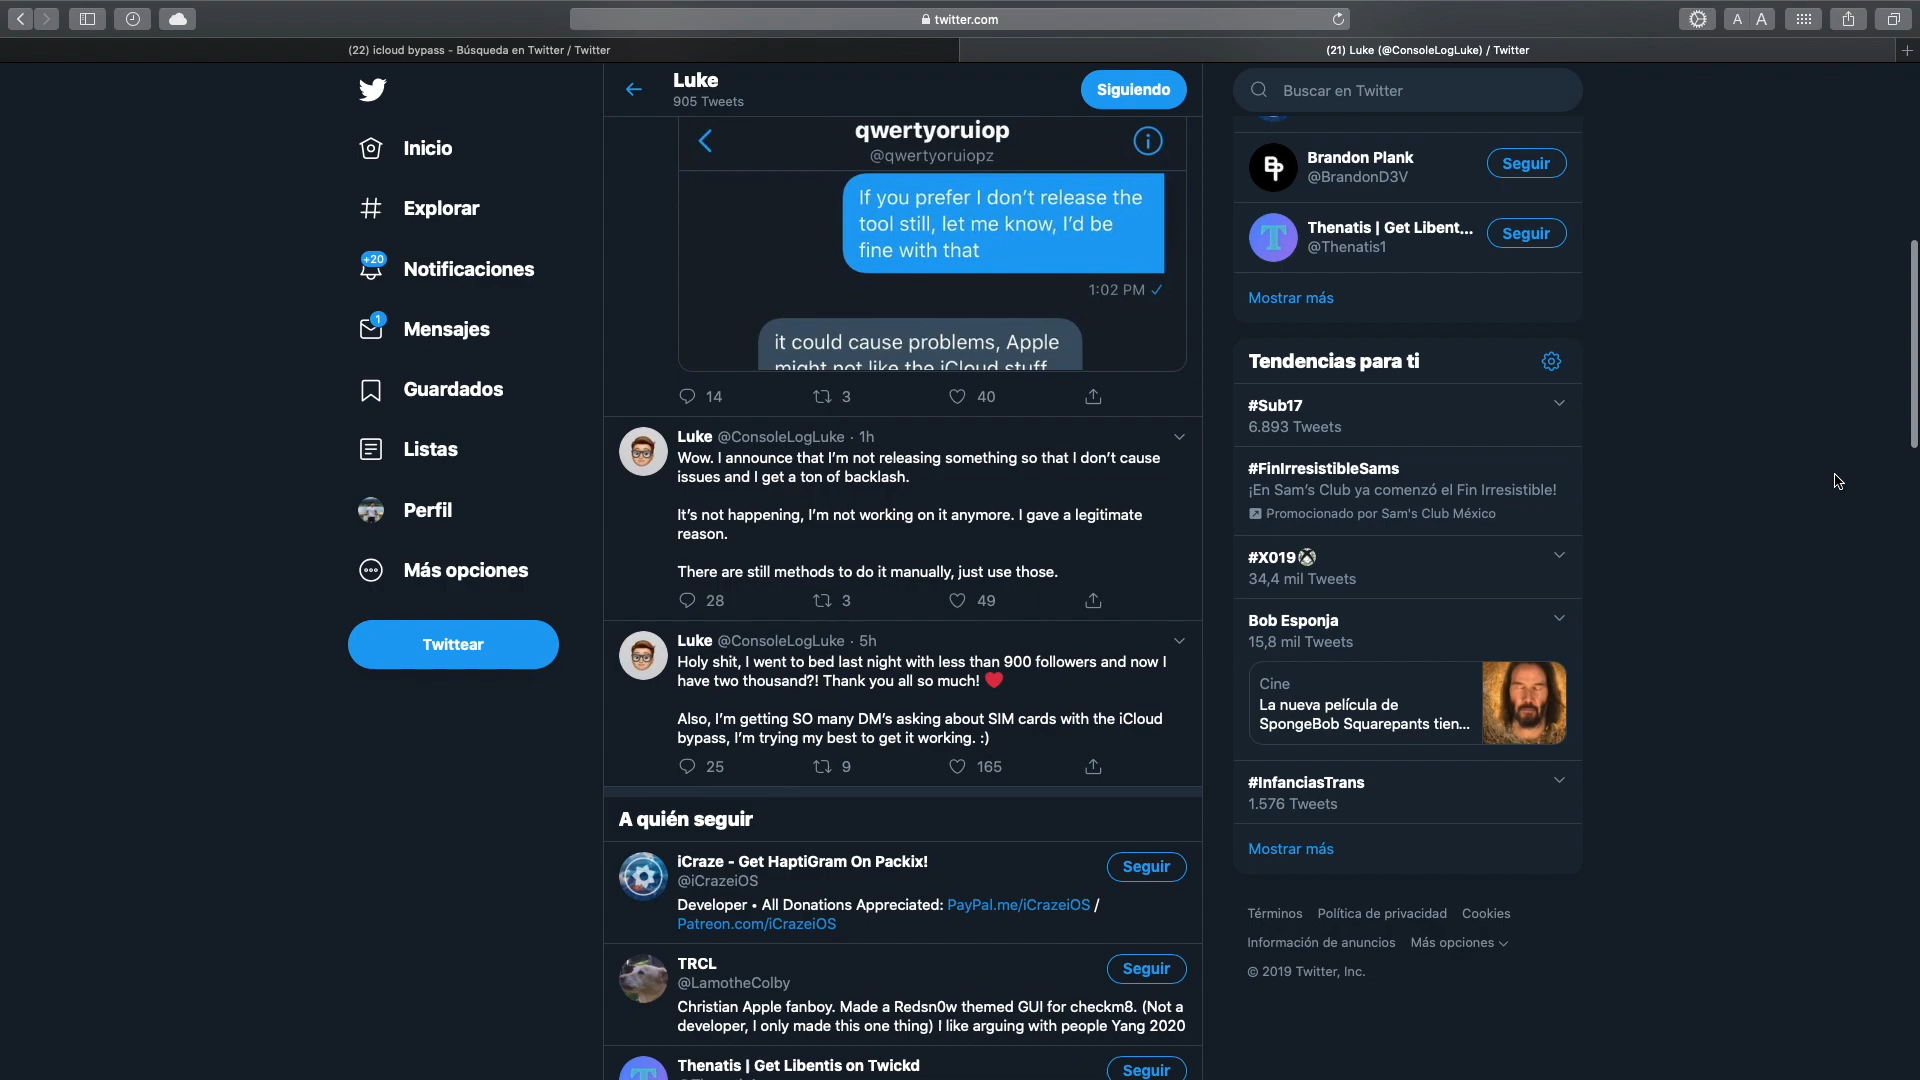 twitter.com
A A
(22) icloud bypass - Búsqueda en Twitter / Twitter
(21) Luke (@ConsoleLogLuke) / Twitter
Inicio
Explorar
+20
Notificaciones
1
Mensajes
Guardados
Listas
Perfil
Más opciones
Twittear
Luke
905 Tweets
Siguiendo
qwertyoruiop
@qwertyoruiopz
If you prefer I don't release the
tool still, let me know, I'd be
fine with that
1:02 PM ✓
it could cause problems, Apple
might not like the iCloud stuff
14 3 40
Luke @ConsoleLogLuke · 1h
Wow. I announce that I'm not releasing something so that I don't cause
issues and I get a ton of backlash.
It's not happening, I'm not working on it anymore. I gave a legitimate
reason.
There are still methods to do it manually, just use those.
28 3 49
Luke @ConsoleLogLuke · 5h
Holy shit, I went to bed last night with less than 900 followers and now I
have two thousand?! Thank you all so much! ❤️
Also, I'm getting SO many DM's asking about SIM cards with the iCloud
bypass, I'm trying my best to get it working. :)
25 9 165
A quién seguir
iCraze - Get HaptiGram On Packix!
@iCrazeiOS
Seguir
Developer • All Donations Appreciated: PayPal.me/iCrazeiOS /
Patreon.com/iCrazeiOS
TRCL
@LamotheColby
Seguir
Christian Apple fanboy. Made a Redsn0w themed GUI for checkm8. (Not a
developer, I only made this one thing) I like arguing with people Yang 2020
Thenatis | Get Libentis on Twickd
Seguir
Buscar en Twitter
Brandon Plank
@BrandonD3V
Seguir
Thenatis | Get Libent...
@Thenatis1
Seguir
Mostrar más
Tendencias para ti
#Sub17
6.893 Tweets
#FinIrresistibleSams
¡En Sam's Club ya comenzó el Fin Irresistible!
Promocionado por Sam's Club México
#XO19
34,4 mil Tweets
Bob Esponja
15,8 mil Tweets
Cine
La nueva película de
SpongeBob Squarepants tien...
#InfanciasTrans
1.576 Tweets
Mostrar más
Términos Política de privacidad Cookies
Información de anuncios Más opciones
© 2019 Twitter, Inc.